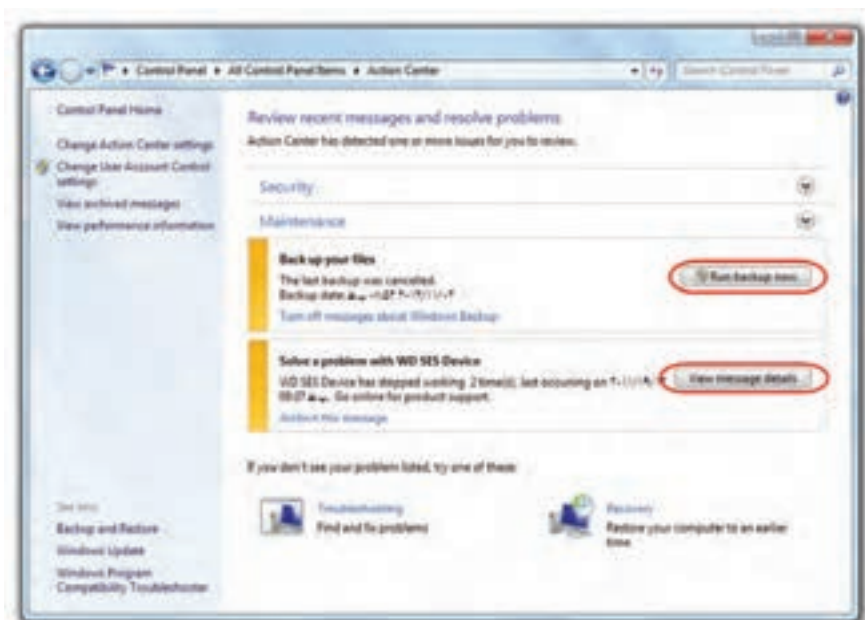 Control Panel
All Control Panel Items
Action Center
Search Control Panel
Control Panel Home
Change Action Center settings
Change User Account Control
settings
View archived messages
View performance information
Review recent messages and resolve problems
Action Center has detected one or more issues for you to review.
Security
Maintenance
Back up your files
The last backup was cancelled.
Backup date:
Run backup now
Turn off messages about Windows Backup
Solve a problem with WD SES Device
WD SES Device has stopped working 2 time(s), last occuring on
Go online for product support.
View message details
Archive this message
If you don't see your problem listed, try one of these:
Troubleshooting
Find and fix problems
Recovery
Restore your computer to an earlier
time
See also
Backup and Restore
Windows Update
Windows Program
Compatibility Troubleshooter